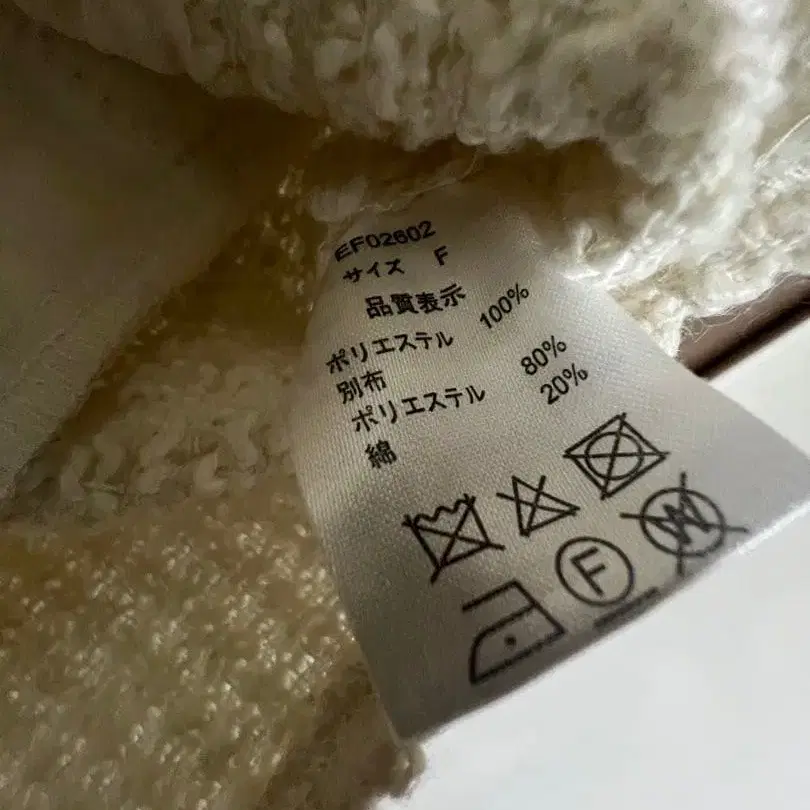 EF02602
サイズ F
品質表示
ポリエステル 100%
別布
ポリエステル 80%
綿 20%
F
W